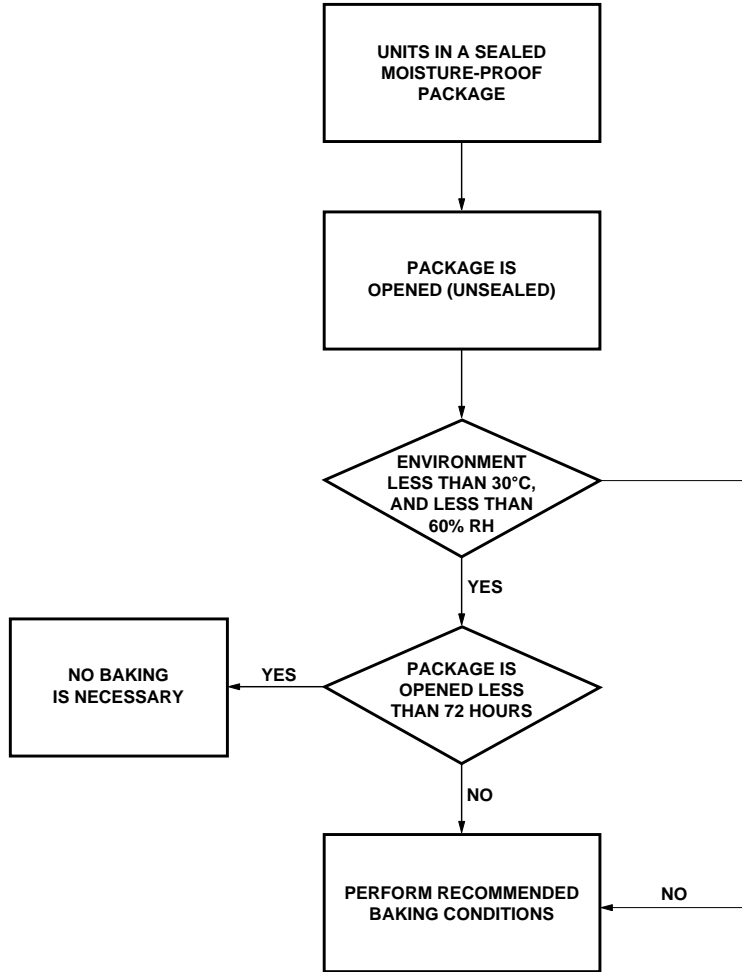 UNITS IN A SEALED
MOISTURE-PROOF
PACKAGE
PACKAGE IS
OPENED (UNSEALED)
ENVIRONMENT
LESS THAN 30°C,
AND LESS THAN
60% RH
YES
NO BAKING
IS NECESSARY
YES
PACKAGE IS
OPENED LESS
THAN 72 HOURS
NO
PERFORM RECOMMENDED
BAKING CONDITIONS
NO